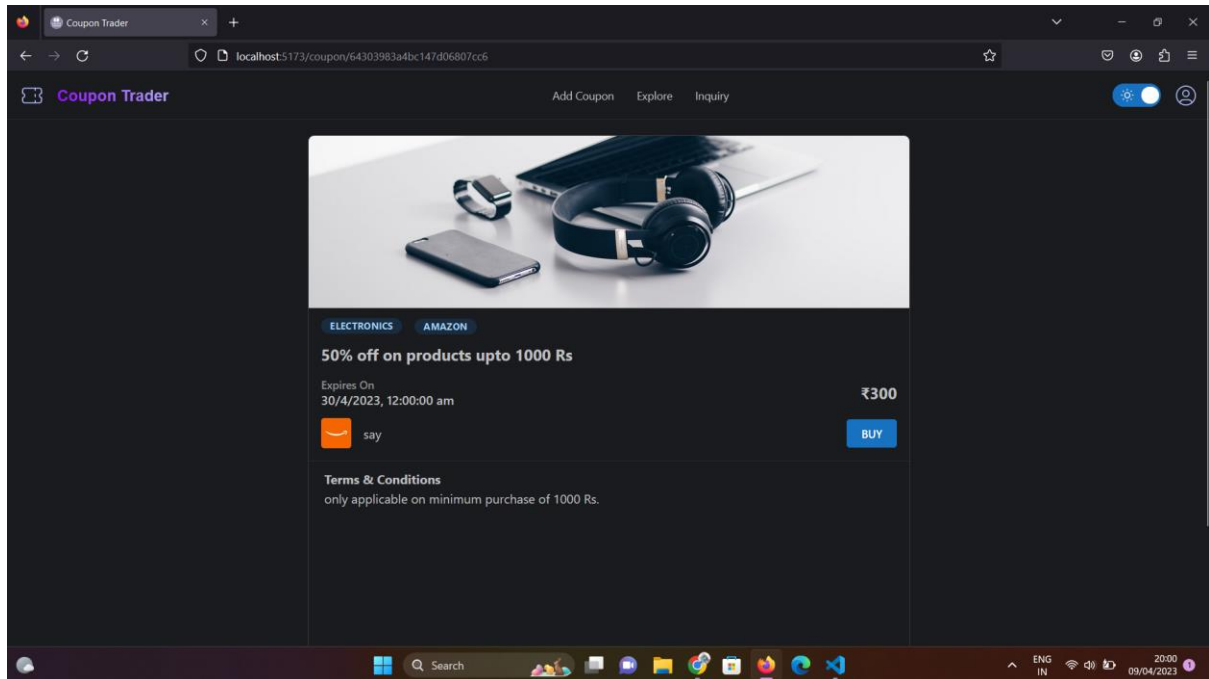 Coupon Trader
localhost:5173/coupon/64303983a4bc147d06807cc6
Coupon Trader
Add Coupon Explore Inquiry
ELECTRONICS AMAZON
50% off on products upto 1000 Rs
Expires On
30/4/2023, 12:00:00 am
₹300
say
BUY
Terms & Conditions
only applicable on minimum purchase of 1000 Rs.
Search
ENG
IN
20:00
09/04/2023
1